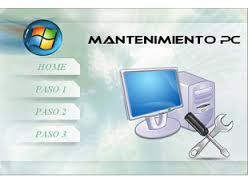 MANTENIMIENTO PC
HOME
PASO 1
PASO 2
PASO 3